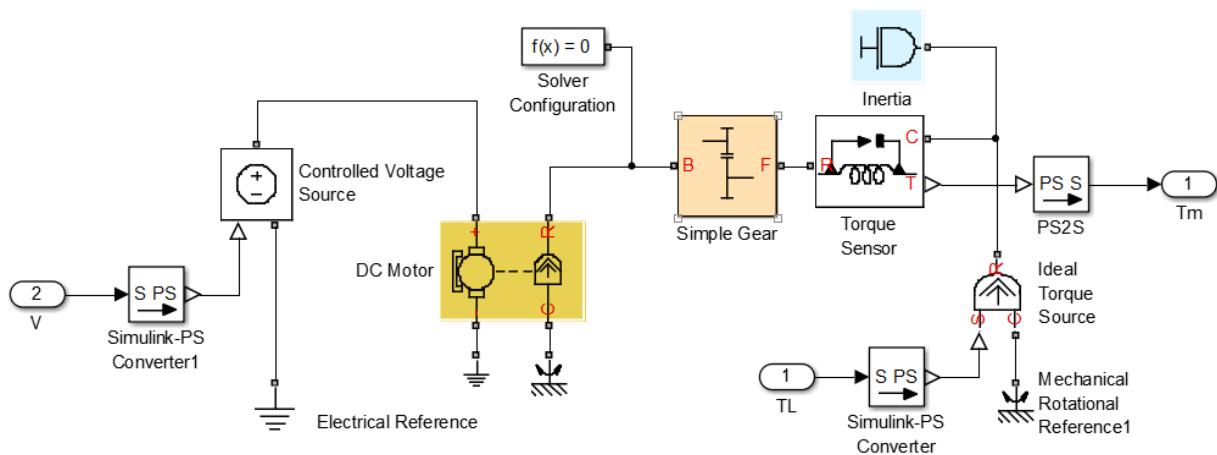 f(x) = 0
Solver
Configuration
Inertia
Controlled Voltage
Source
+
-
DC Motor
+
R
-
C
B
F
Simple Gear
R
C
T
Torque
Sensor
PS S
PS2S
1
Tm
2
V
S PS
Simulink-PS
Converter1
Electrical Reference
R
S
C
Ideal
Torque
Source
1
TL
S PS
Simulink-PS
Converter
Mechanical
Rotational
Reference1